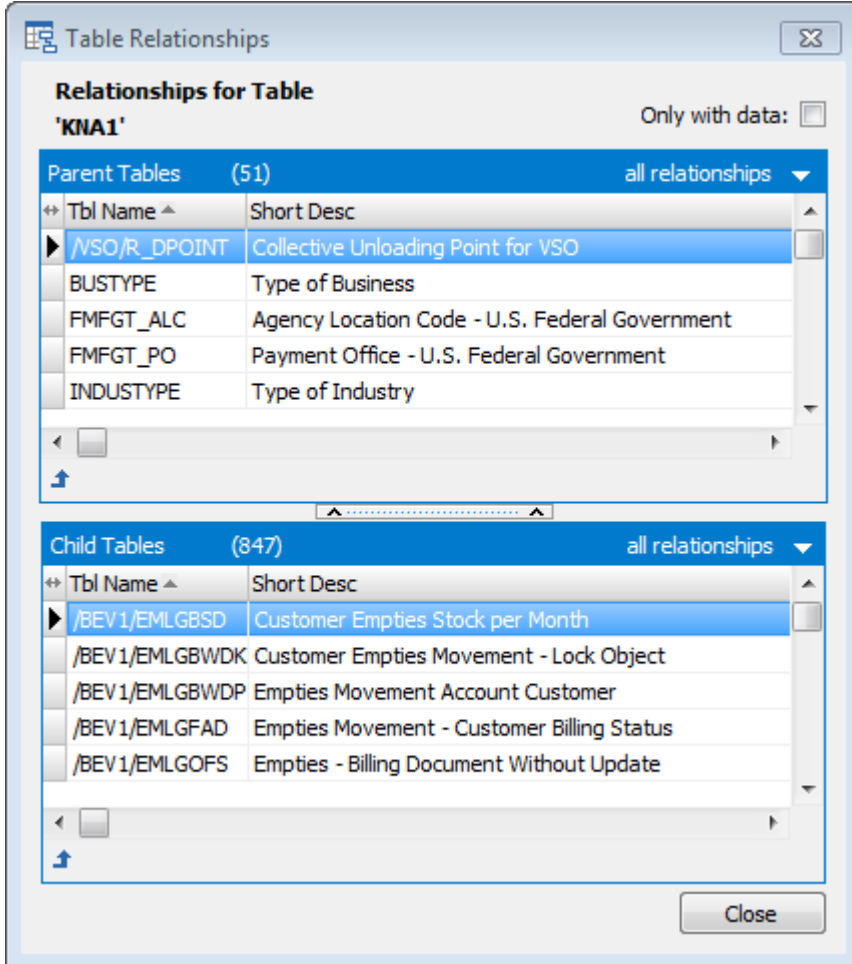 Table Relationships
Relationships for Table
'KNA1'
Only with data:
Parent Tables (51) all relationships
Tbl Name Short Desc
/VSO/R_DPOINT Collective Unloading Point for VSO
BUSTYPE Type of Business
FMFGT_ALC Agency Location Code - U.S. Federal Government
FMFGT_PO Payment Office - U.S. Federal Government
INDUSTYPE Type of Industry
Child Tables (847) all relationships
Tbl Name Short Desc
/BEV1/EMLGBSD Customer Empties Stock per Month
/BEV1/EMLGBWDK Customer Empties Movement - Lock Object
/BEV1/EMLGBWDP Empties Movement Account Customer
/BEV1/EMLGFAD Empties Movement - Customer Billing Status
/BEV1/EMLGOFS Empties - Billing Document Without Update
Close